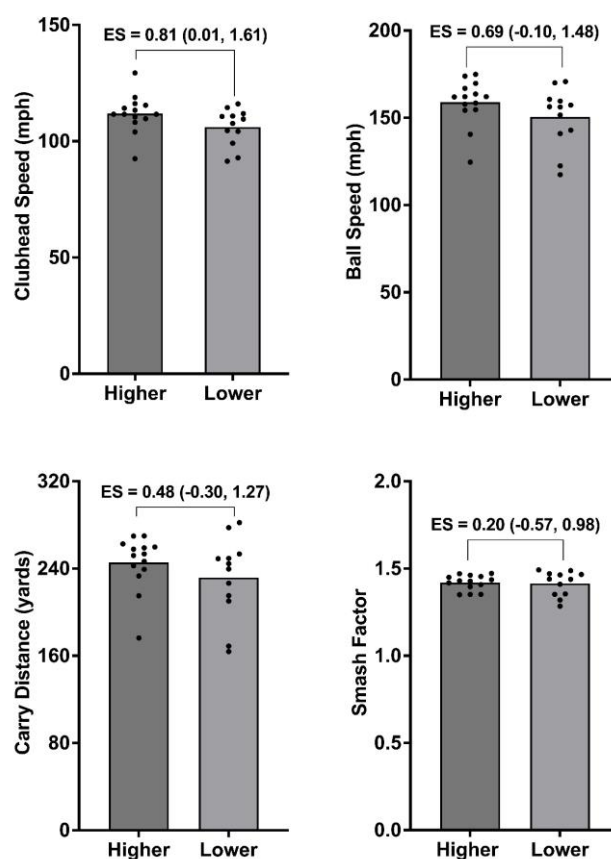 ES = 0.81 (0.01, 1.61)
Clubhead Speed (mph)
150
100
50
0
Higher Lower
ES = 0.69 (-0.10, 1.48)
Ball Speed (mph)
200
150
100
50
0
Higher Lower
ES = 0.48 (-0.30, 1.27)
Carry Distance (yards)
320
240
160
80
0
Higher Lower
ES = 0.20 (-0.57, 0.98)
Smash Factor
2.0
1.5
1.0
0.5
0.0
Higher Lower